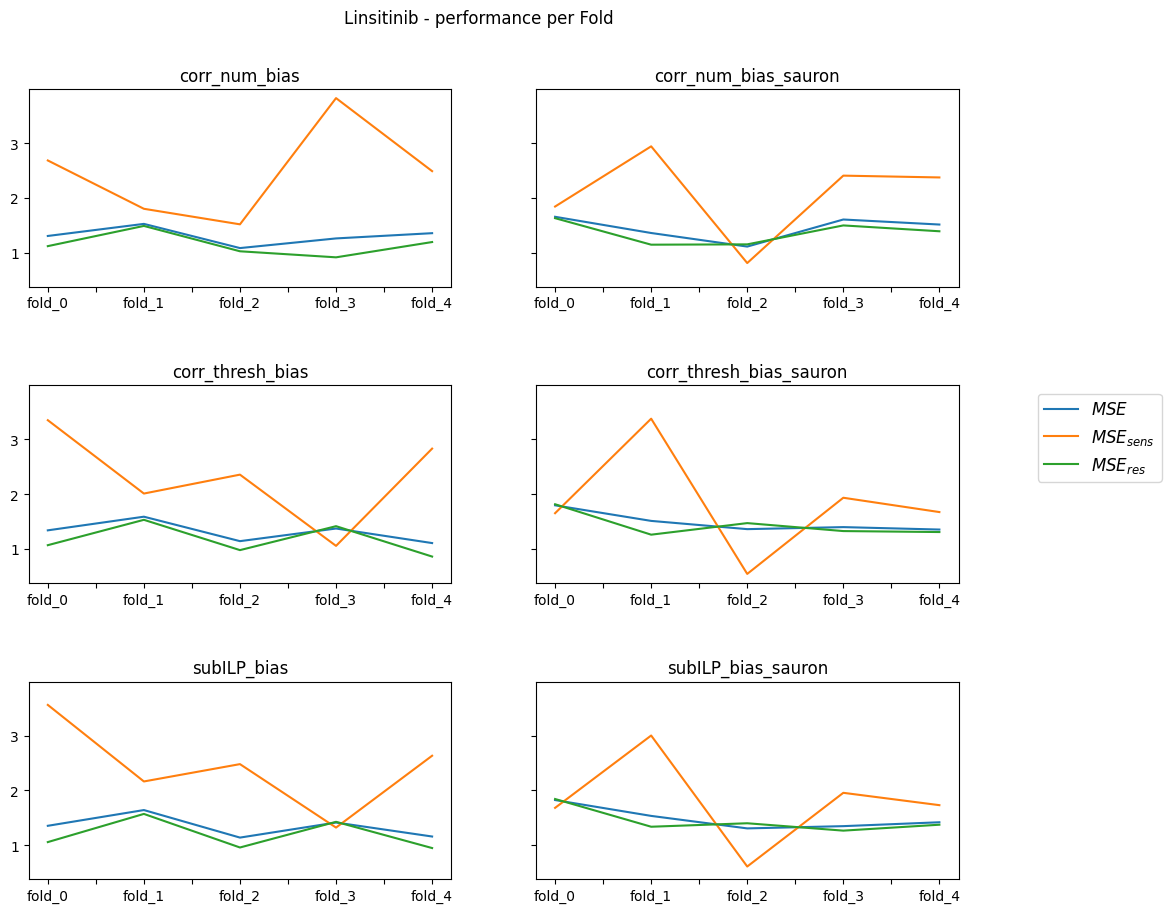 Linsitinib - performance per Fold
corr_num_bias
corr_num_bias_sauron
3
2
1
fold_0 fold_1 fold_2 fold_3 fold_4
fold_0 fold_1 fold_2 fold_3 fold_4
corr_thresh_bias
corr_thresh_bias_sauron
3
2
1
fold_0 fold_1 fold_2 fold_3 fold_4
fold_0 fold_1 fold_2 fold_3 fold_4
MSE
MSE_sens
MSE_res
subILP_bias
subILP_bias_sauron
3
2
1
fold_0 fold_1 fold_2 fold_3 fold_4
fold_0 fold_1 fold_2 fold_3 fold_4